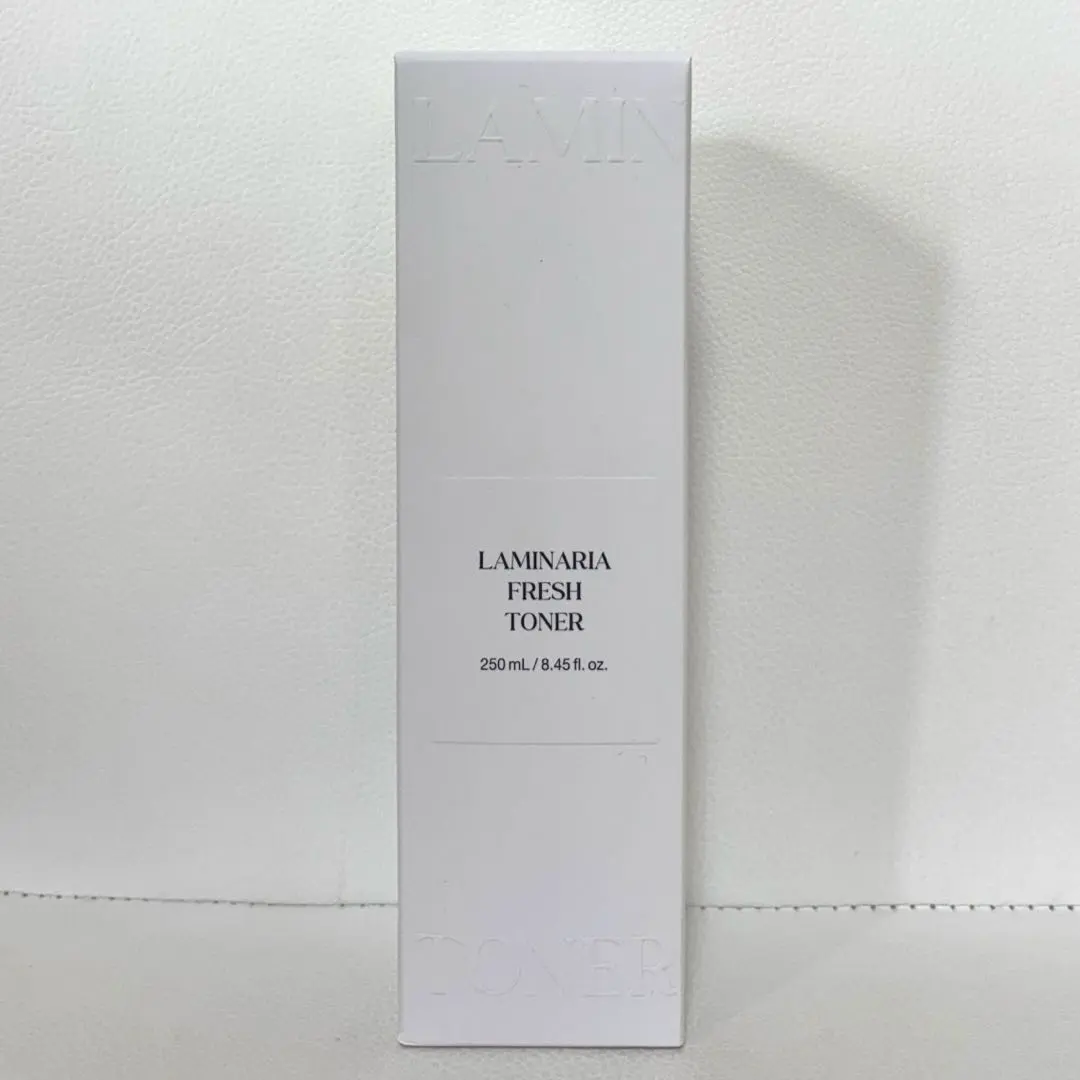 LAMIN
LAMINARIA
FRESH
TONER
250 mL / 8.45 fl. oz.
TONER